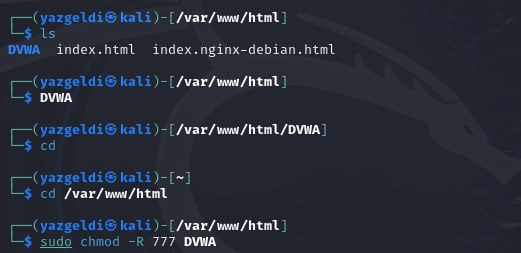 ┌──(yazgeldi㉿kali)-[/var/www/html]
└─$ ls
DVWA  index.html  index.nginx-debian.html
┌──(yazgeldi㉿kali)-[/var/www/html]
└─$ DVWA
┌──(yazgeldi㉿kali)-[/var/www/html/DVWA]
└─$ cd
┌──(yazgeldi㉿kali)-[~]
└─$ cd /var/www/html
┌──(yazgeldi㉿kali)-[/var/www/html]
└─$ sudo chmod -R 777 DVWA